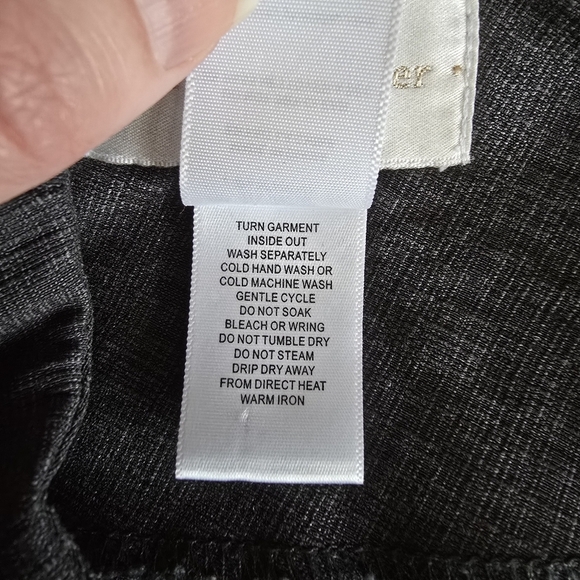 er
TURN GARMENT
INSIDE OUT
WASH SEPARATELY
COLD HAND WASH OR
COLD MACHINE WASH
GENTLE CYCLE
DO NOT SOAK
BLEACH OR WRING
DO NOT TUMBLE DRY
DO NOT STEAM
DRIP DRY AWAY
FROM DIRECT HEAT
WARM IRON